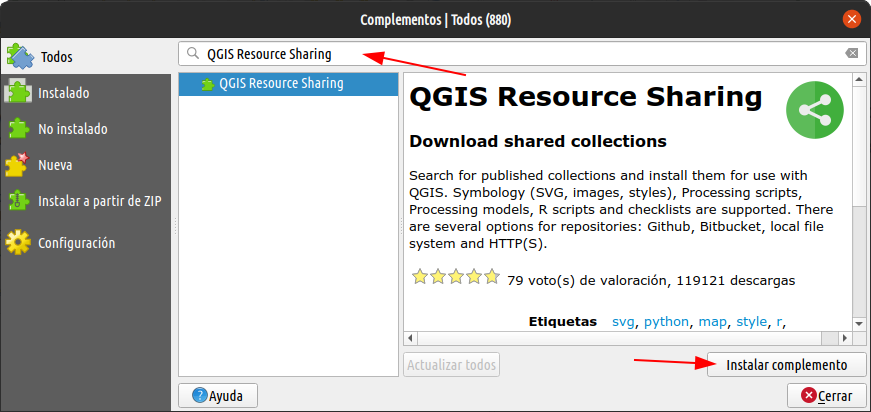 Complementos | Todos (880)
Todos
Instalado
No instalado
Nueva
Instalar a partir de ZIP
Configuración
QGIS Resource Sharing
QGIS Resource Sharing
QGIS Resource Sharing
Download shared collections
Search for published collections and install them for use with
QGIS. Symbology (SVG, images, styles), Processing scripts,
Processing models, R scripts and checklists are supported. There
are several options for repositories: Github, Bitbucket, local file
system and HTTP(S).
79 voto(s) de valoración, 119121 descargas
Etiquetas svg, python, map, style, r,
Actualizar todos
Instalar complemento
Ayuda
Cerrar